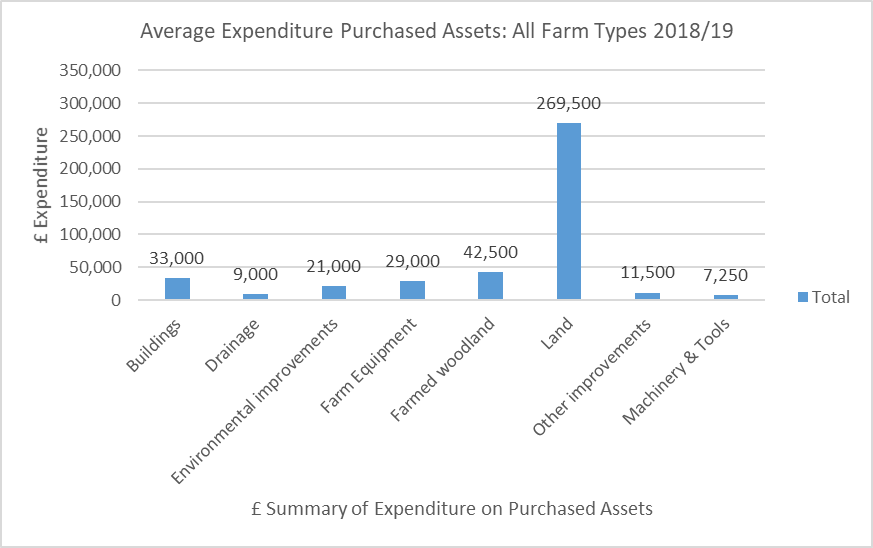 Average Expenditure Purchased Assets: All Farm Types 2018/19
£ Expenditure
350,000
300,000
250,000
200,000
150,000
100,000
50,000
0
33,000
9,000
21,000
29,000
42,500
269,500
11,500
7,250
Buildings
Drainage
Environmental improvements
Farm Equipment
Farmed woodland
Land
Other improvements
Machinery & Tools
Total
£ Summary of Expenditure on Purchased Assets